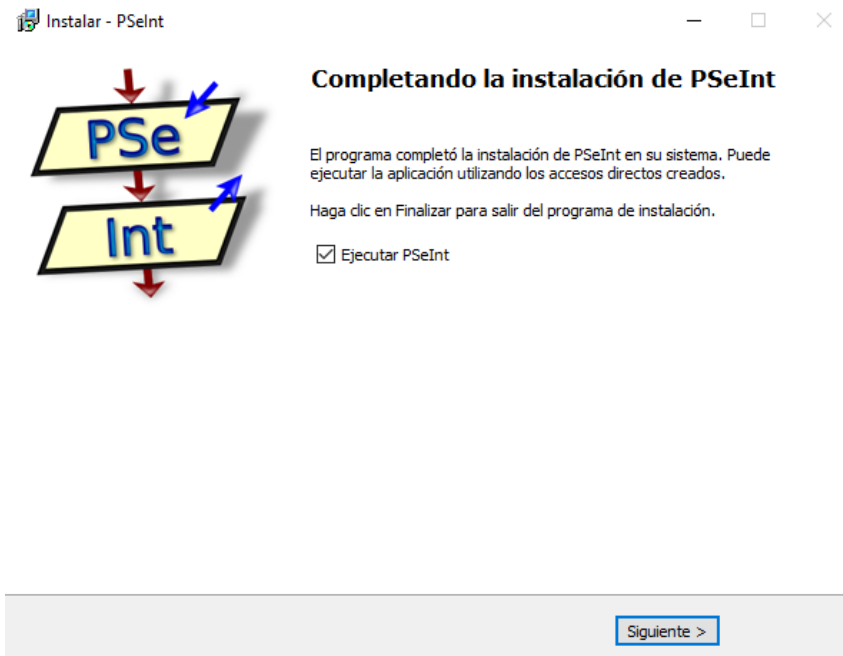 Instalar - PSeInt
Completando la instalación de PSeInt
PSe
Int
El programa completó la instalación de PSeInt en su sistema. Puede
ejecutar la aplicación utilizando los accesos directos creados.
Haga clic en Finalizar para salir del programa de instalación.
Ejecutar PSeInt
Siguiente >